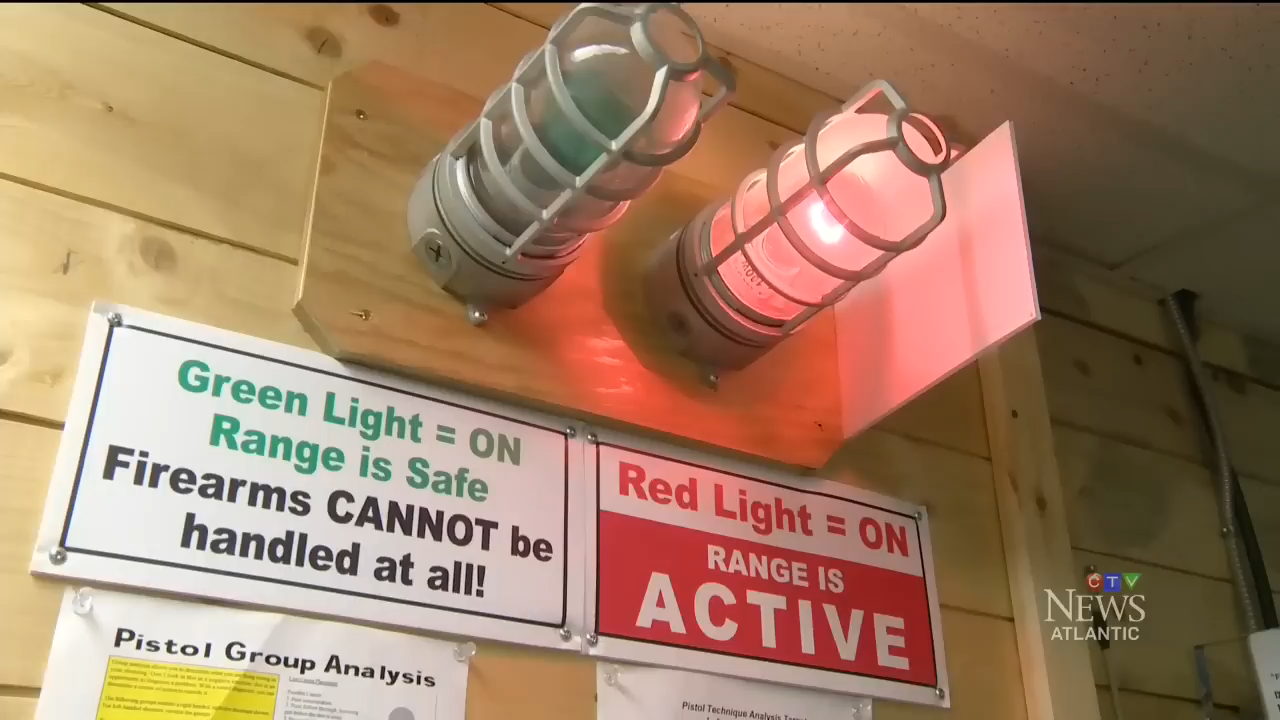 Green Light = ON
Range is Safe
Firearms CANNOT be
handled at all!
Red Light = ON
RANGE IS
ACTIVE
Pistol Group Analysis
Pistol Technique Analysis
CTV
NEWS
ATLANTIC